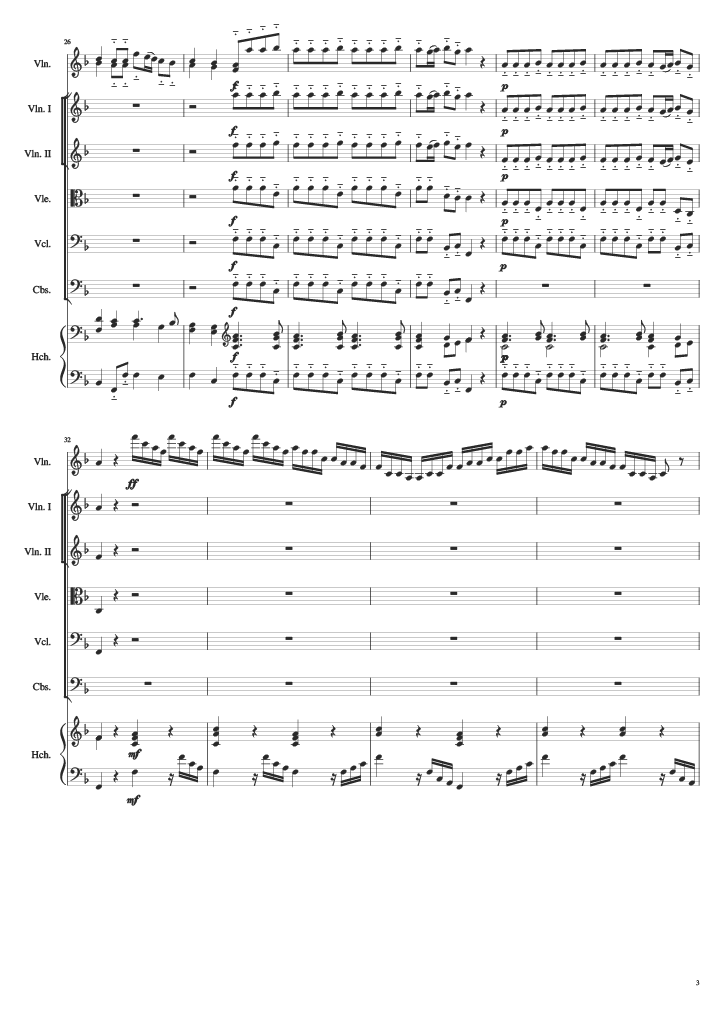 26
Vln.
f
p
Vln. I
f
p
Vln. II
f
p
Vle.
f
p
Vcl.
f
p
Cbs.
f
f
p
Hch.
f
p
32
Vln.
ff
Vln. I
Vln. II
Vle.
Vcl.
Cbs.
mf
Hch.
mf
3